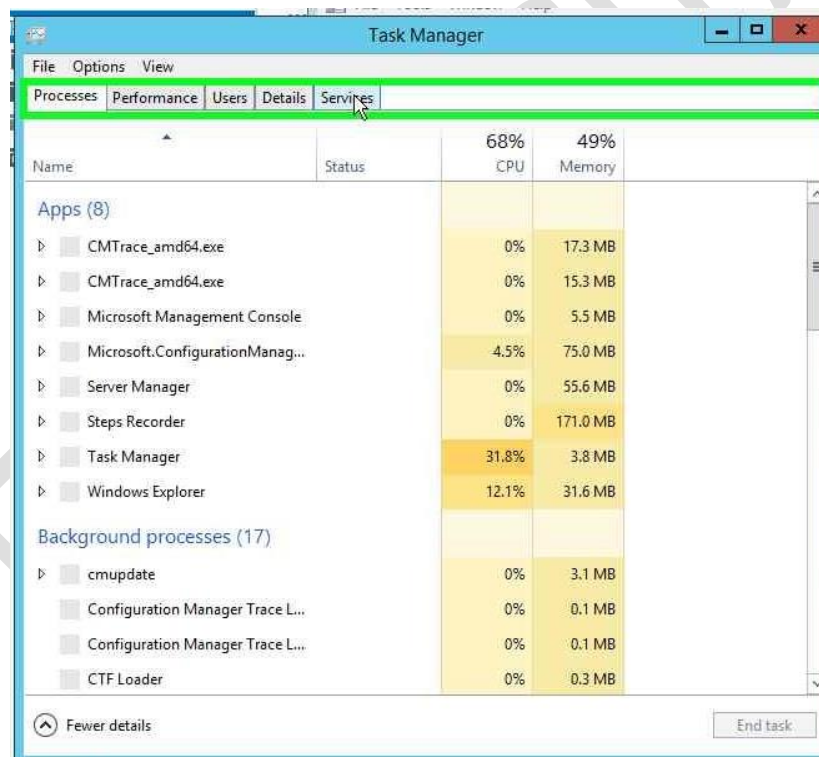 Task Manager
File Options View
Processes Performance Users Details Services
68% 49%
Name Status CPU Memory
Apps (8)
CMTrace_amd64.exe 0% 17.3 MB
CMTrace_amd64.exe 0% 15.3 MB
Microsoft Management Console 0% 5.5 MB
Microsoft.ConfigurationManag... 4.5% 75.0 MB
Server Manager 0% 55.6 MB
Steps Recorder 0% 171.0 MB
Task Manager 31.8% 3.8 MB
Windows Explorer 12.1% 31.6 MB
Background processes (17)
cmupdate 0% 3.1 MB
Configuration Manager Trace L... 0% 0.1 MB
Configuration Manager Trace L... 0% 0.1 MB
CTF Loader 0% 0.3 MB
Fewer details End task